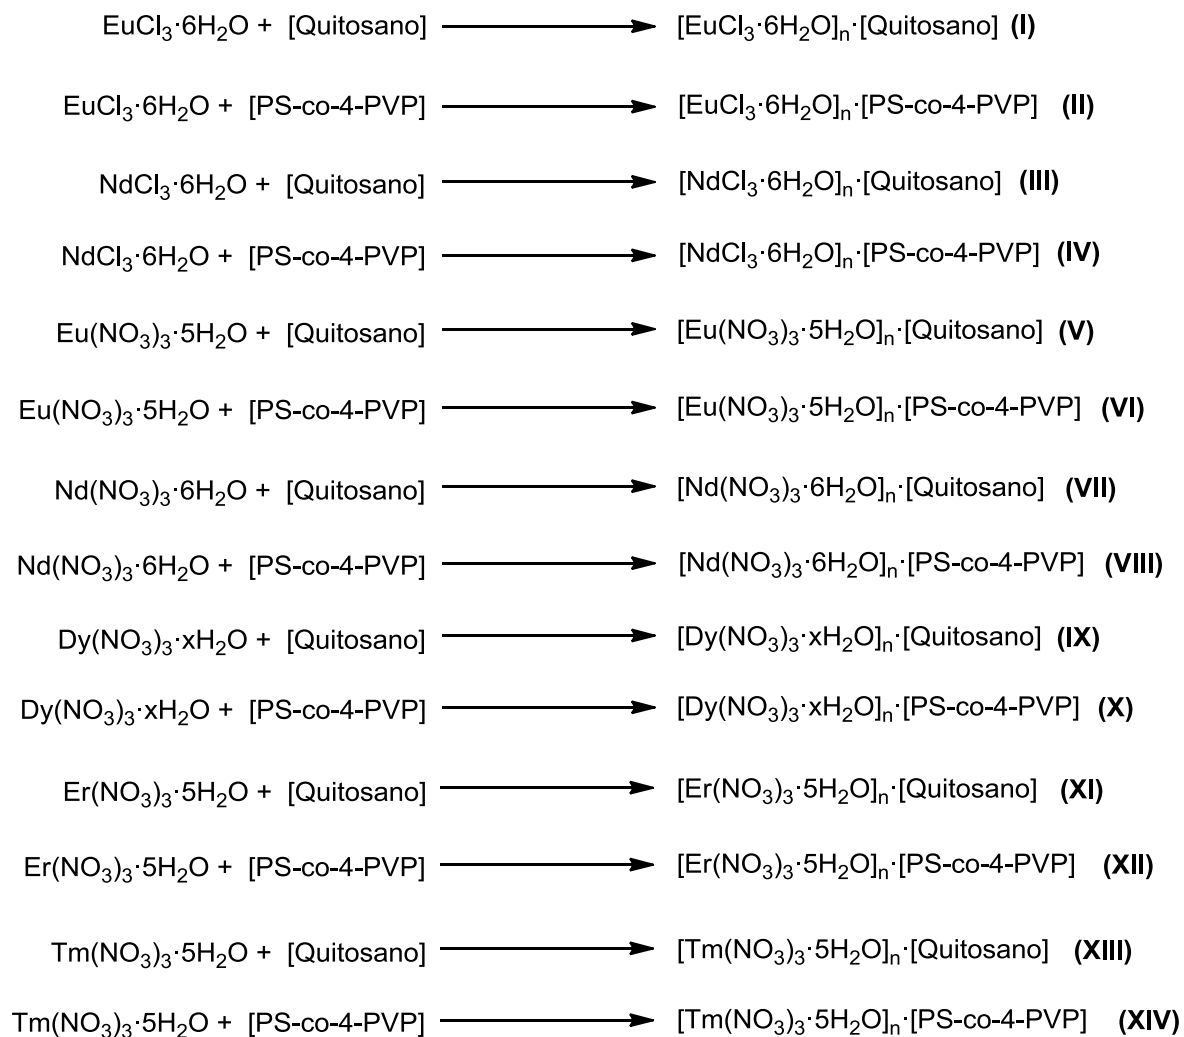 EuCl₃·6H₂O + [Quitosano] ⟶ [EuCl₃·6H₂O]ₙ·[Quitosano] (I)
EuCl₃·6H₂O + [PS-co-4-PVP] ⟶ [EuCl₃·6H₂O]ₙ·[PS-co-4-PVP] (II)
NdCl₃·6H₂O + [Quitosano] ⟶ [NdCl₃·6H₂O]ₙ·[Quitosano] (III)
NdCl₃·6H₂O + [PS-co-4-PVP] ⟶ [NdCl₃·6H₂O]ₙ·[PS-co-4-PVP] (IV)
Eu(NO₃)₃·5H₂O + [Quitosano] ⟶ [Eu(NO₃)₃·5H₂O]ₙ·[Quitosano] (V)
Eu(NO₃)₃·5H₂O + [PS-co-4-PVP] ⟶ [Eu(NO₃)₃·5H₂O]ₙ·[PS-co-4-PVP] (VI)
Nd(NO₃)₃·6H₂O + [Quitosano] ⟶ [Nd(NO₃)₃·6H₂O]ₙ·[Quitosano] (VII)
Nd(NO₃)₃·6H₂O + [PS-co-4-PVP] ⟶ [Nd(NO₃)₃·6H₂O]ₙ·[PS-co-4-PVP] (VIII)
Dy(NO₃)₃·xH₂O + [Quitosano] ⟶ [Dy(NO₃)₃·xH₂O]ₙ·[Quitosano] (IX)
Dy(NO₃)₃·xH₂O + [PS-co-4-PVP] ⟶ [Dy(NO₃)₃·xH₂O]ₙ·[PS-co-4-PVP] (X)
Er(NO₃)₃·5H₂O + [Quitosano] ⟶ [Er(NO₃)₃·5H₂O]ₙ·[Quitosano] (XI)
Er(NO₃)₃·5H₂O + [PS-co-4-PVP] ⟶ [Er(NO₃)₃·5H₂O]ₙ·[PS-co-4-PVP] (XII)
Tm(NO₃)₃·5H₂O + [Quitosano] ⟶ [Tm(NO₃)₃·5H₂O]ₙ·[Quitosano] (XIII)
Tm(NO₃)₃·5H₂O + [PS-co-4-PVP] ⟶ [Tm(NO₃)₃·5H₂O]ₙ·[PS-co-4-PVP] (XIV)